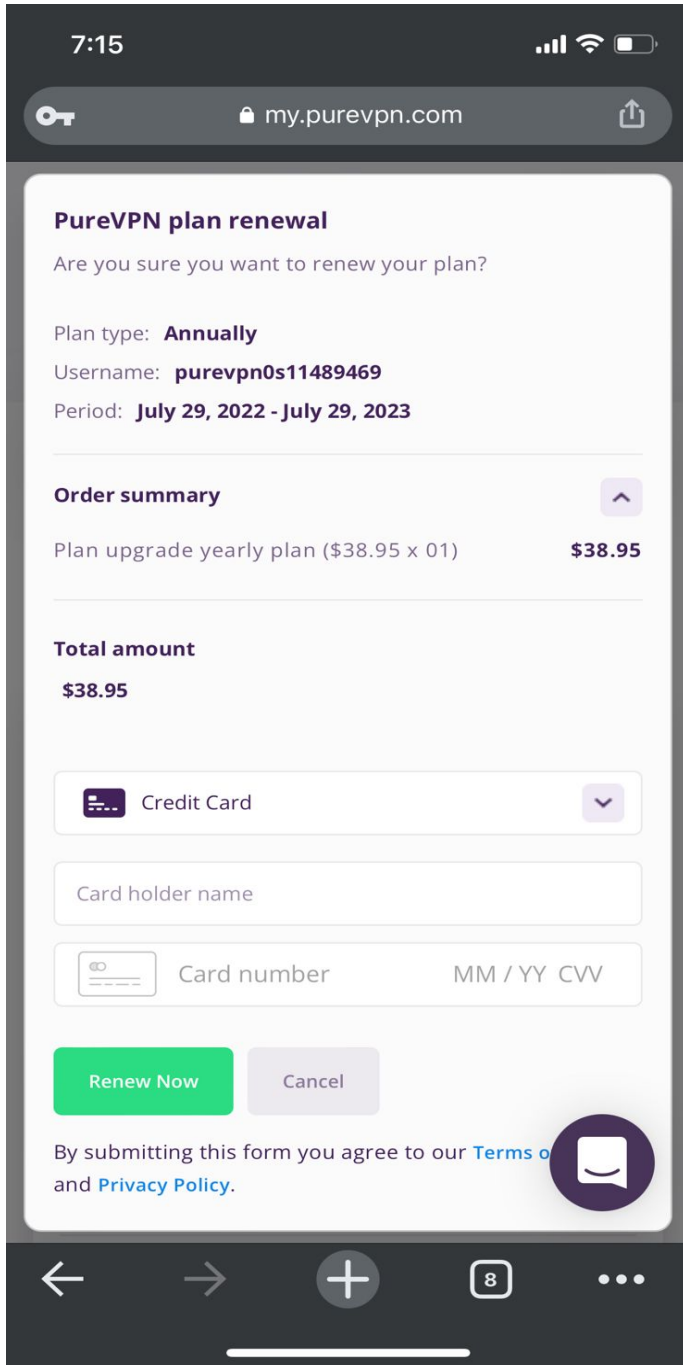 7:15
my.purevpn.com
PureVPN plan renewal
Are you sure you want to renew your plan?
Plan type: Annually
Username: purevpn0s11489469
Period: July 29, 2022 - July 29, 2023
Order summary
Plan upgrade yearly plan ($38.95 x 01) $38.95
Total amount
$38.95
Credit Card
Card holder name
Card number MM / YY CVV
Renew Now Cancel
By submitting this form you agree to our Terms o
and Privacy Policy.
8